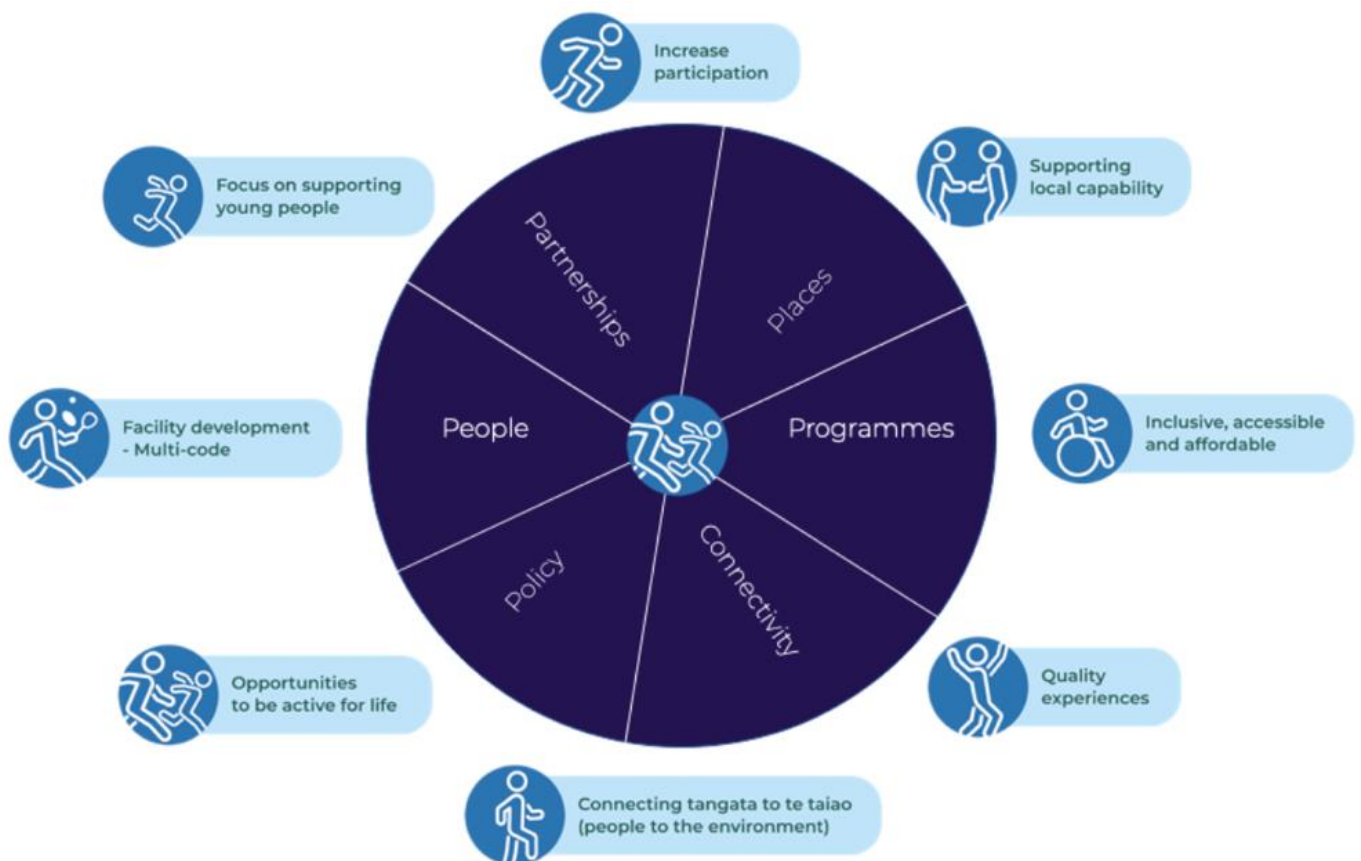 Increase
participation
Supporting
local capability
Inclusive, accessible
and affordable
Quality
experiences
Connecting tangata to te taiao
(people to the environment)
Opportunities
to be active for life
Facility development
- Multi-code
Focus on supporting
young people
Partnerships
Places
Programmes
Connectivity
Policy
People